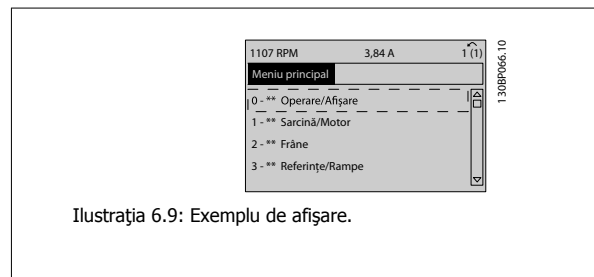 1107 RPM 3,84 A 1 (1)
Meniu principal
0 - ** Operare/Afişare
1 - ** Sarcină/Motor
2 - ** Frâne
3 - ** Referinţe/Rampe
130BP066.10
Ilustraţia 6.9: Exemplu de afişare.